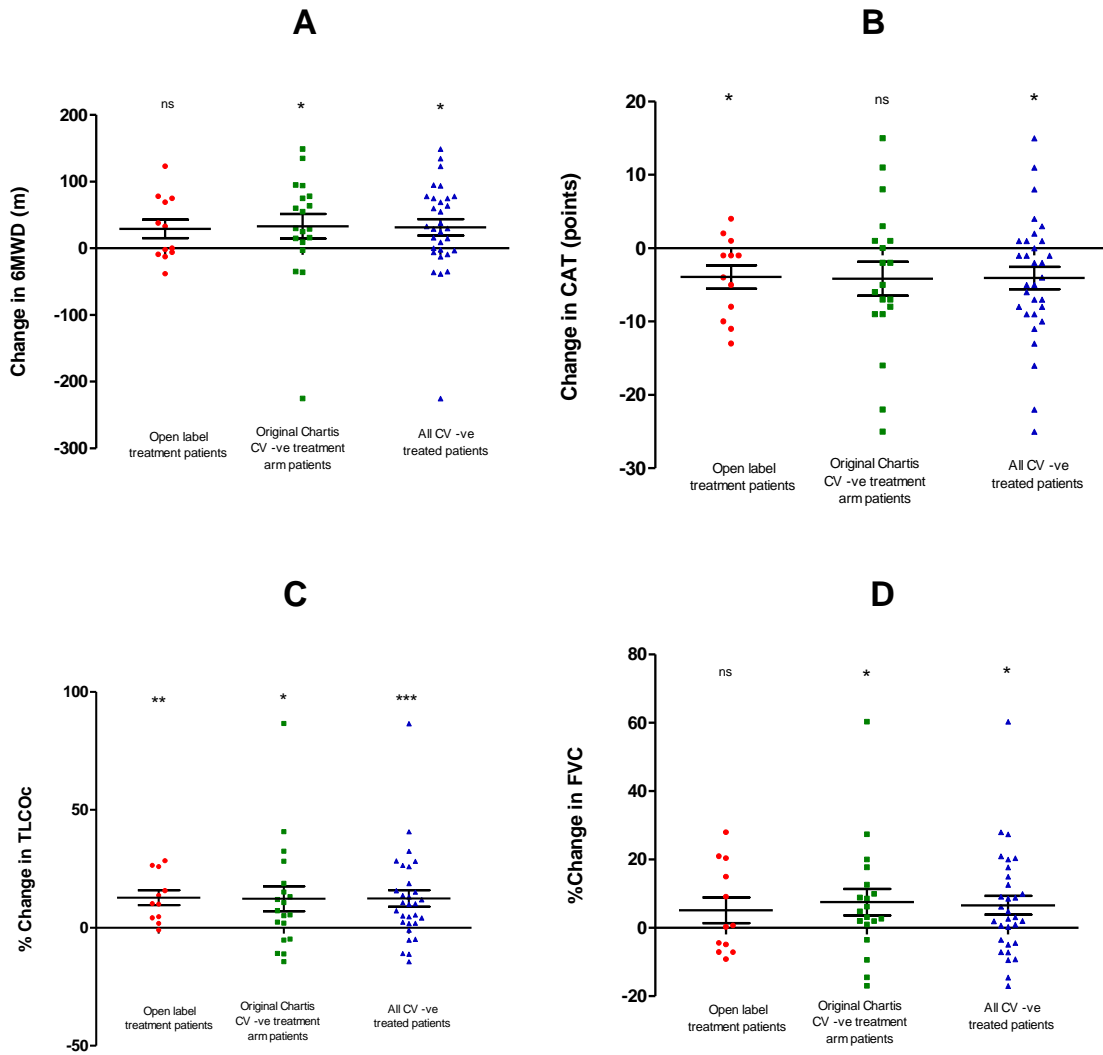 A
ns
*
*
200
100
0
-100
-200
-300
Change in 6MWD (m)
Open label
treatment patients
Original Chartis
CV -ve treatment
arm patients
All CV -ve
treated patients
B
*
ns
*
20
10
0
-10
-20
-30
Change in CAT (points)
Open label
treatment patients
Original Chartis
CV -ve treatment
arm patients
All CV -ve
treated patients
C
**
*
***
100
50
0
-50
% Change in TLCOc
Open label
treatment patients
Original Chartis
CV -ve treatment
arm patients
All CV -ve
treated patients
D
ns
*
*
80
60
40
20
0
-20
%Change in FVC
Open label
treatment patients
Original Chartis
CV -ve treatment
arm patients
All CV -ve
treated patients